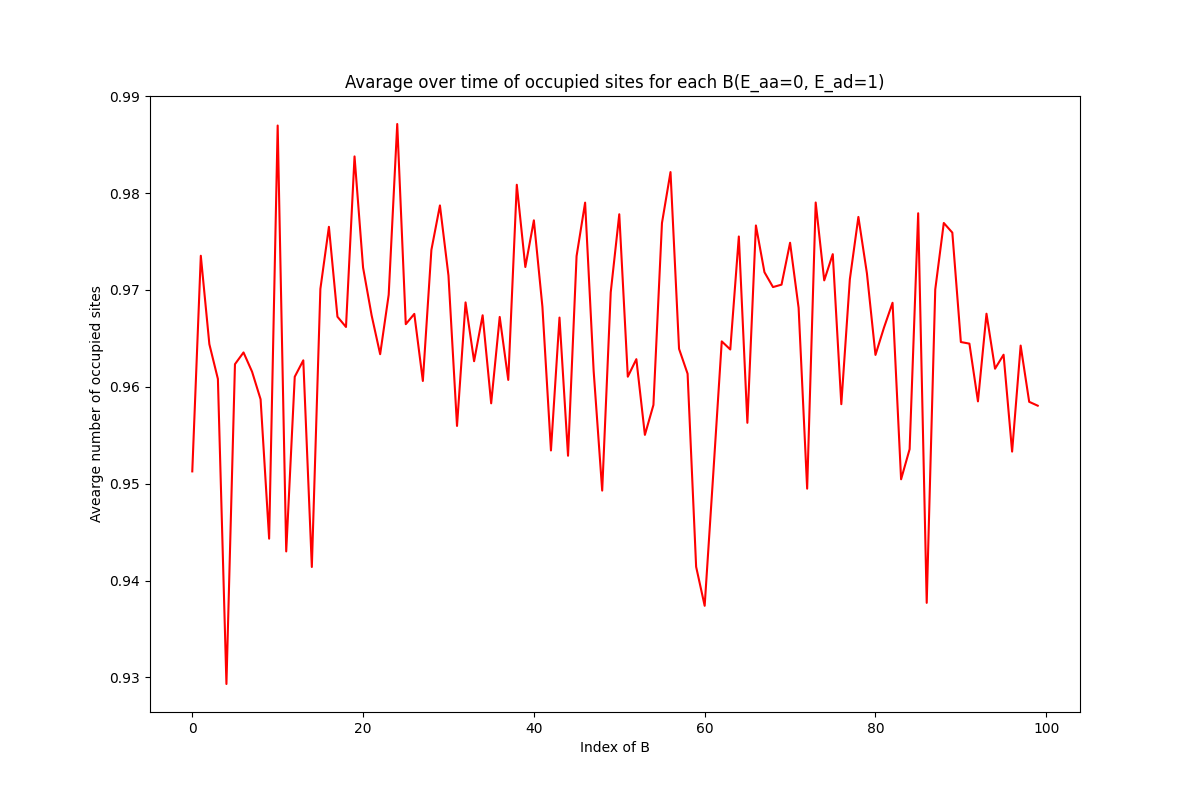 Avarage over time of occupied sites for each B(E_aa=0, E_ad=1)
0.99
0.98
0.97
0.96
0.95
0.94
0.93
Avearge number of occupied sites
0 20 40 60 80 100
Index of B